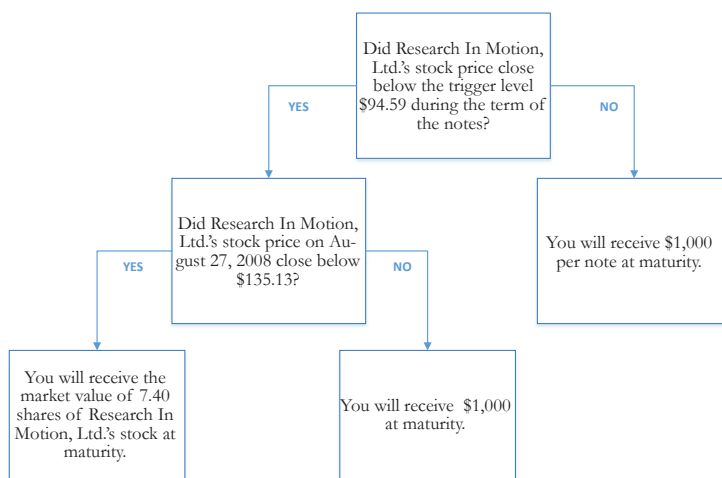 Did Research In Motion,
Ltd.'s stock price close
below the trigger level
$94.59 during the term of
the notes?
YES
NO
Did Research In Motion,
Ltd.'s stock price on Au-
gust 27, 2008 close below
$135.13?
You will receive $1,000
per note at maturity.
YES
NO
You will receive the
market value of 7.40
shares of Research In
Motion, Ltd.'s stock at
maturity.
You will receive $1,000
at maturity.